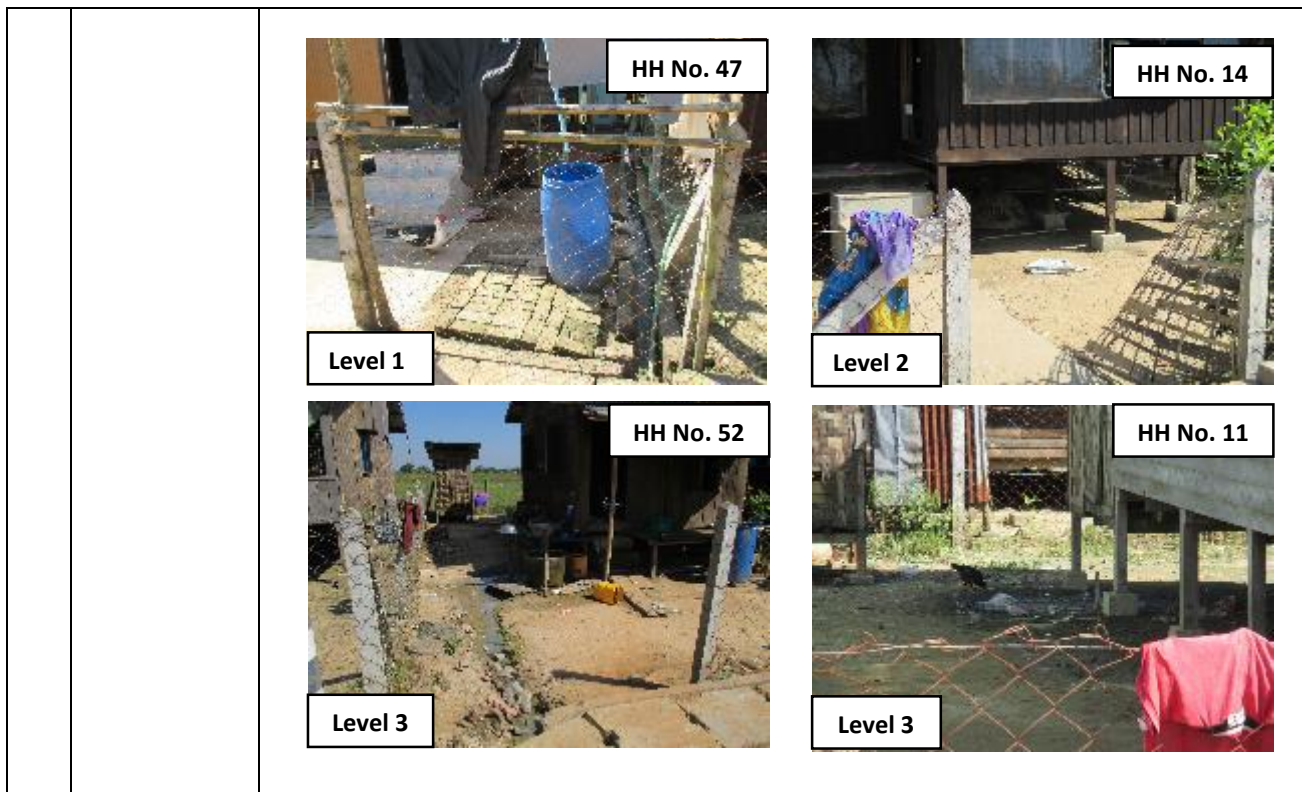 HH No. 47
HH No. 14
Level 1
Level 2
HH No. 52
HH No. 11
Level 3
Level 3